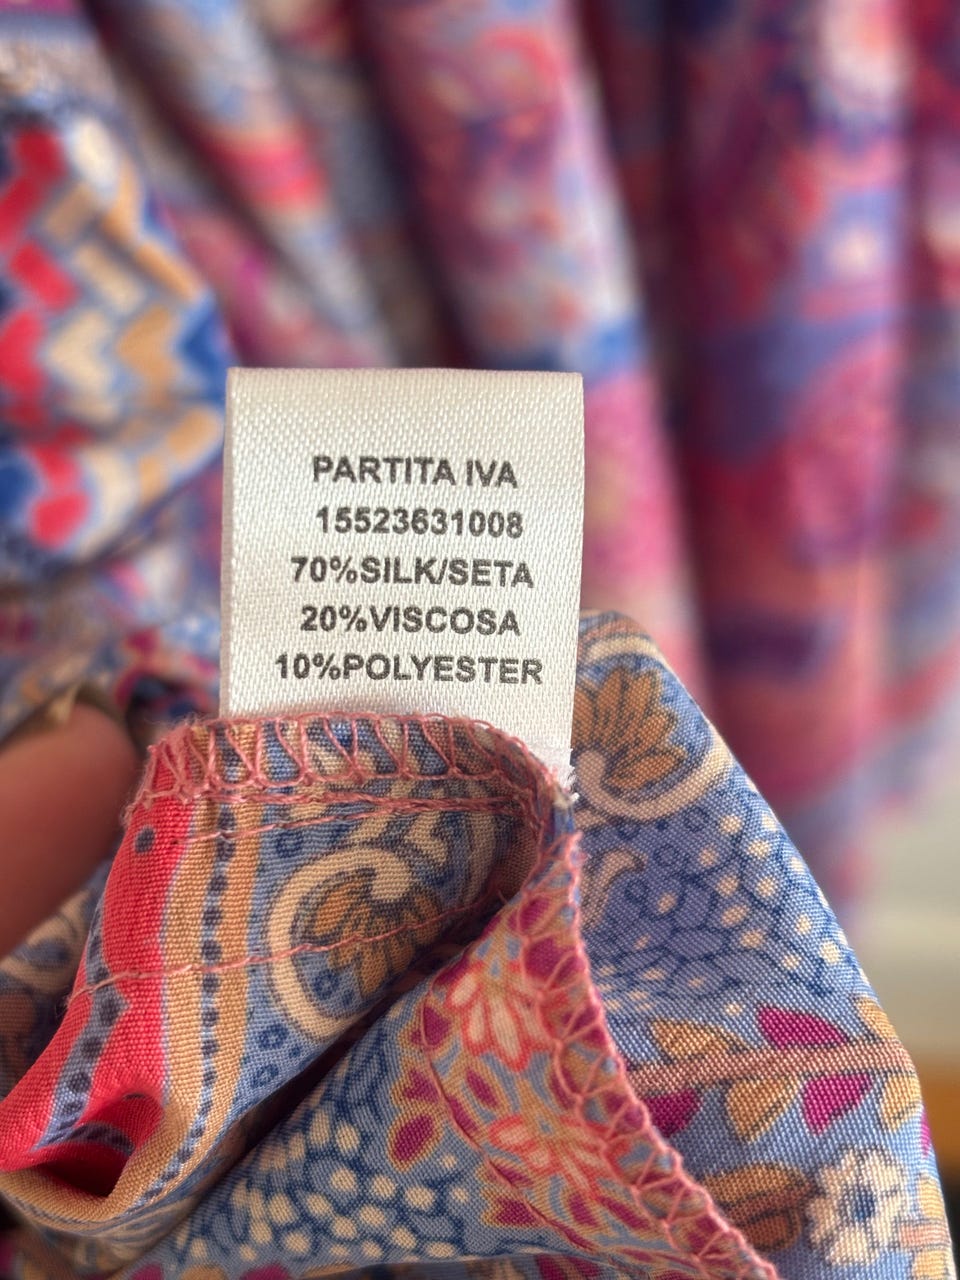 PARTITA IVA
15523631008
70%SILK/SETA
20%VISCOSA
10%POLYESTER